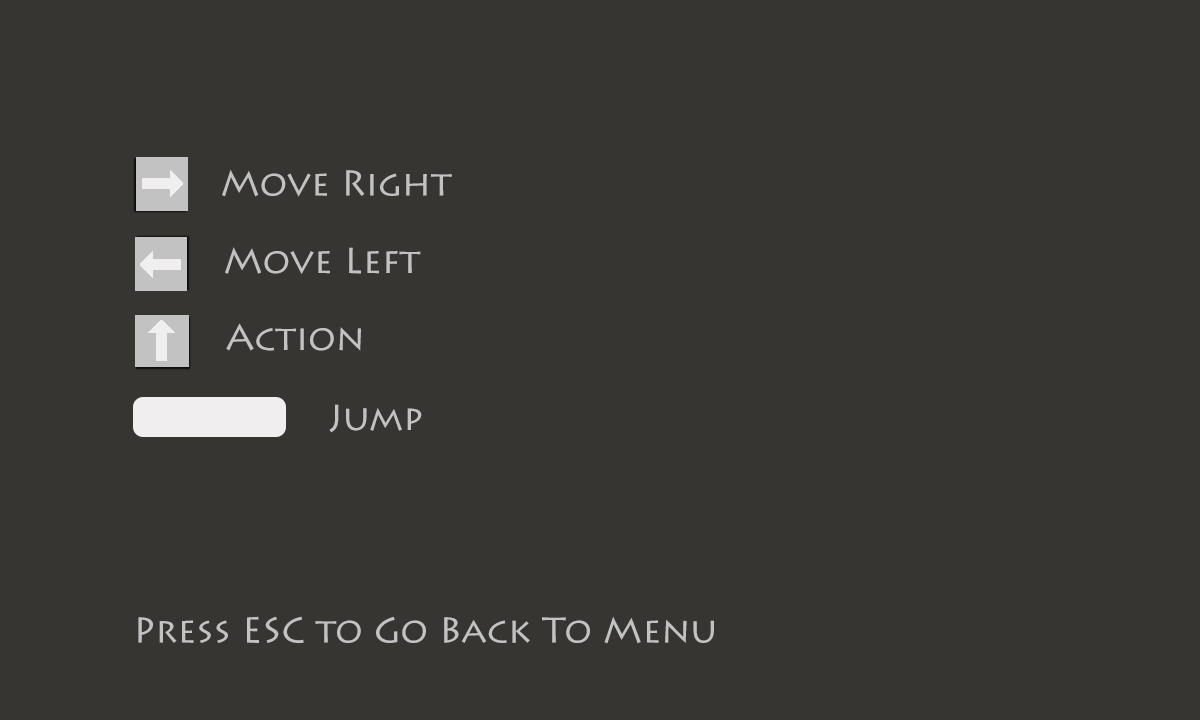 Move Right
Move Left
Action
Jump
Press ESC to Go Back To Menu